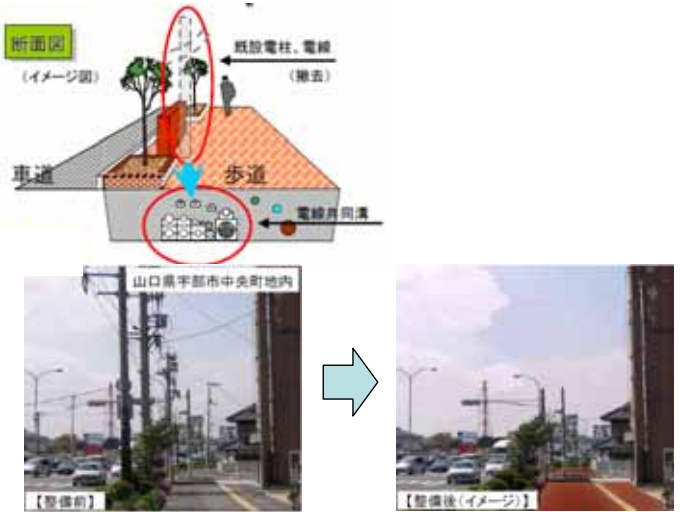 断面図
(イメージ図)
既設電柱、電線
(撤去)
車道
歩道
電線共同溝
山口県宇部市中央町地内
【整備前】
【整備後(イメージ)】